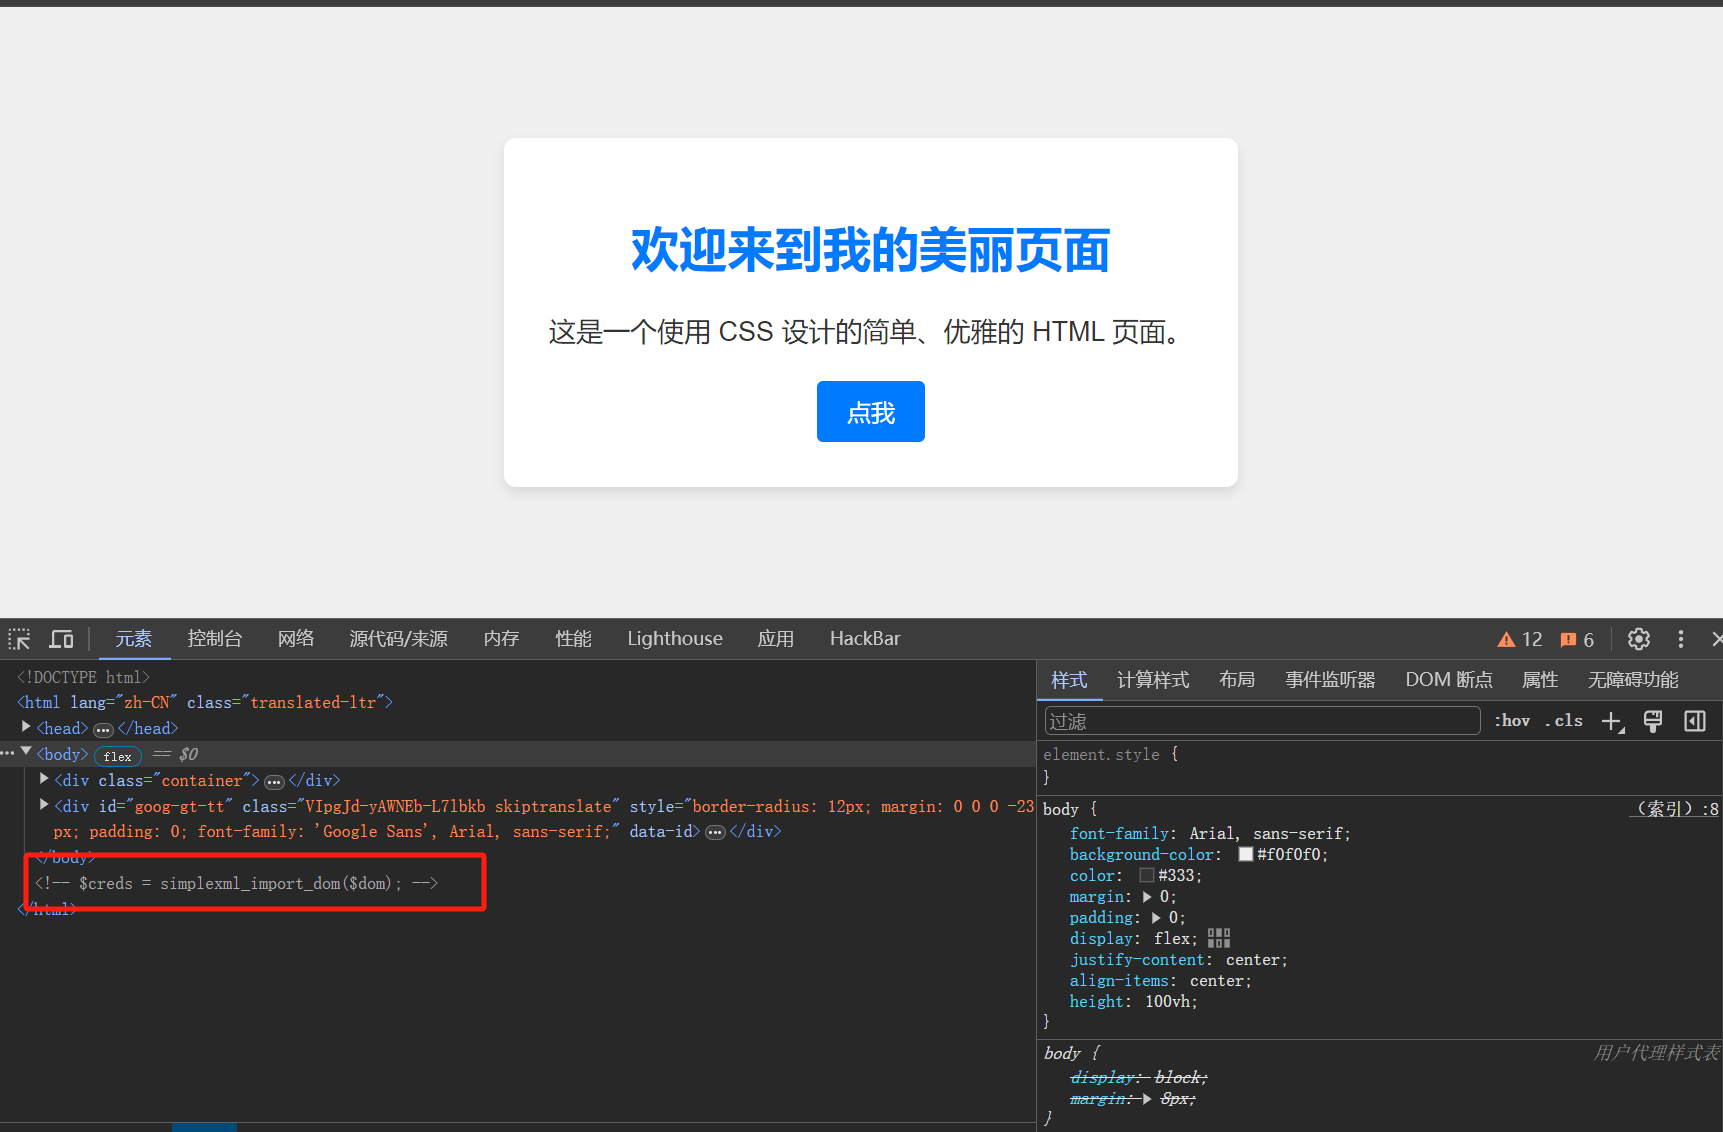 欢迎来到我的美丽页面
这是一个使用 CSS 设计的简单、优雅的 HTML 页面。
点我
元素 控制台 网络 源代码/来源 内存 性能 Lighthouse 应用 HackBar 12 6
<!DOCTYPE html>
<html lang="zh-CN" class="translated-ltr">
<head> ••• </head>
••• <body> flex == $0
<div class="container"> ••• </div>
<div id="goog-gt-tt" class="VIpgJd-yAWNEb-L7lbkb skiptranslate" style="border-radius: 12px; margin: 0 0 0 -23
px; padding: 0; font-family: 'Google Sans', Arial, sans-serif;" data-id> ••• </div>
</body>
<!-- $creds = simplexml_import_dom($dom); -->
</html>
样式 计算样式 布局 事件监听器 DOM 断点 属性 无障碍功能
过滤 :hov .cls
element.style {
}
body { (索引):8
font-family: Arial, sans-serif;
background-color: #f0f0f0;
color: #333;
margin: 0;
padding: 0;
display: flex;
justify-content: center;
align-items: center;
height: 100vh;
}
body { 用户代理样式表
display: block;
margin: 8px;
}